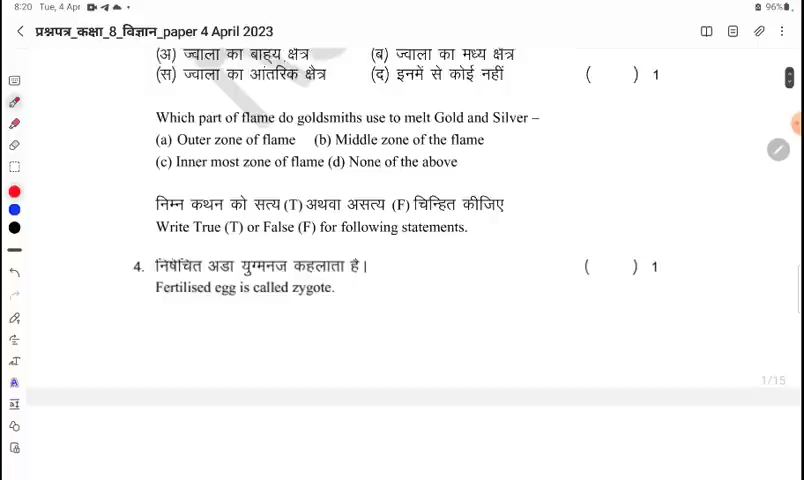 8:20 Tue, 4 Apr 96%
प्रश्नपत्र_कक्षा_8_विज्ञान_paper 4 April 2023
(अ) ज्वाला का बाह्य क्षेत्र (ब) ज्वाला का मध्य क्षेत्र
(स) ज्वाला का आंतरिक क्षैत्र (द) इनमें से कोई नहीं ( ) 1
Which part of flame do goldsmiths use to melt Gold and Silver –
(a) Outer zone of flame (b) Middle zone of the flame
(c) Inner most zone of flame (d) None of the above
निम्न कथन को सत्य (T) अथवा असत्य (F) चिन्हित कीजिए
Write True (T) or False (F) for following statements.
4. निषेचित अंडा युग्मनज कहलाता है। ( ) 1
Fertilised egg is called zygote.
1/15